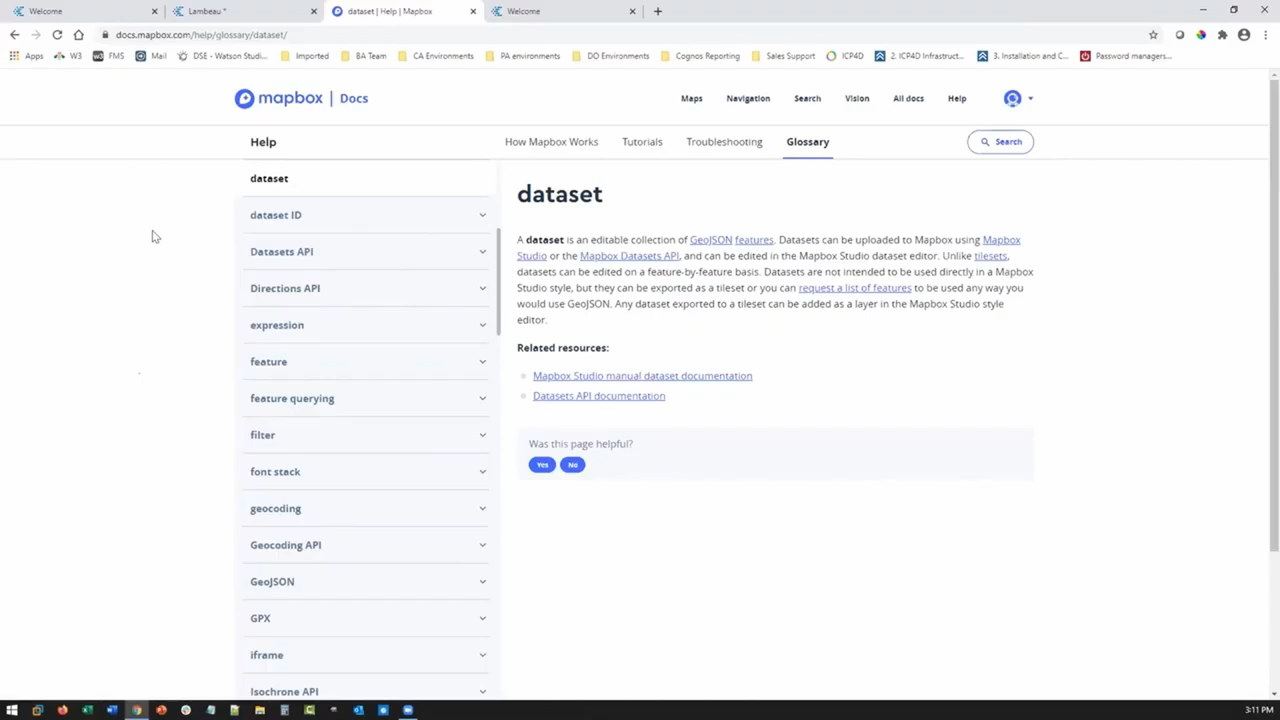 Welcome
Lambeau *
dataset | Help | Mapbox
Welcome
docs.mapbox.com/help/glossary/dataset/
Apps
W3
FMS
Mail
DSE - Watson Studi...
Imported
BA Team
CA Environments
PA environments
DO Environments
Cognos Reporting
Sales Support
ICP4D
2. ICP4D Infrastruct...
3. Installation and C...
Password managers...
mapbox | Docs
Maps
Navigation
Search
Vision
All docs
Help
Help
How Mapbox Works
Tutorials
Troubleshooting
Glossary
Search
dataset
dataset ID
Datasets API
Directions API
expression
feature
feature querying
filter
font stack
geocoding
Geocoding API
GeoJSON
GPX
iframe
Isochrone API
dataset
A dataset is an editable collection of GeoJSON features. Datasets can be uploaded to Mapbox using Mapbox
Studio or the Mapbox Datasets API, and can be edited in the Mapbox Studio dataset editor. Unlike tilesets,
datasets can be edited on a feature-by-feature basis. Datasets are not intended to be used directly in a Mapbox
Studio style, but they can be exported as a tileset or you can request a list of features to be used any way you
would use GeoJSON. Any dataset exported to a tileset can be added as a layer in the Mapbox Studio style
editor.
Related resources:
Mapbox Studio manual dataset documentation
Datasets API documentation
Was this page helpful?
Yes
No
3:11 PM